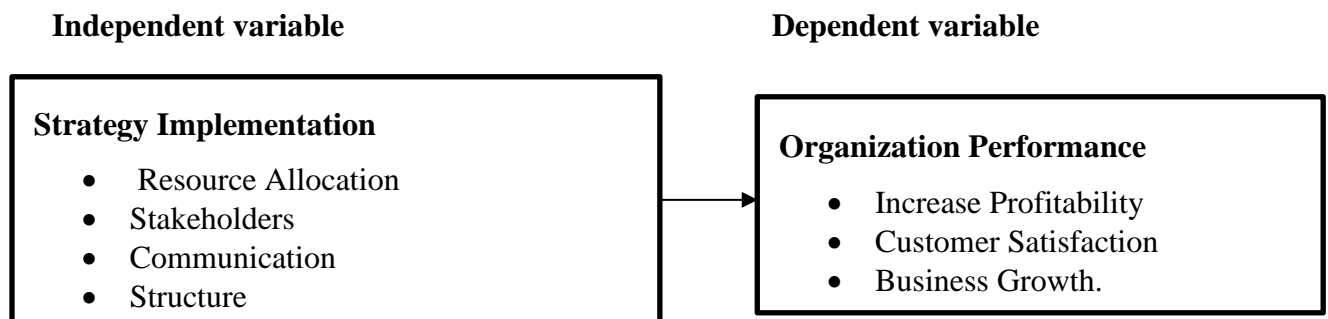 Independent variable
Dependent variable
Strategy Implementation
• Resource Allocation
• Stakeholders
• Communication
• Structure
Organization Performance
• Increase Profitability
• Customer Satisfaction
• Business Growth.